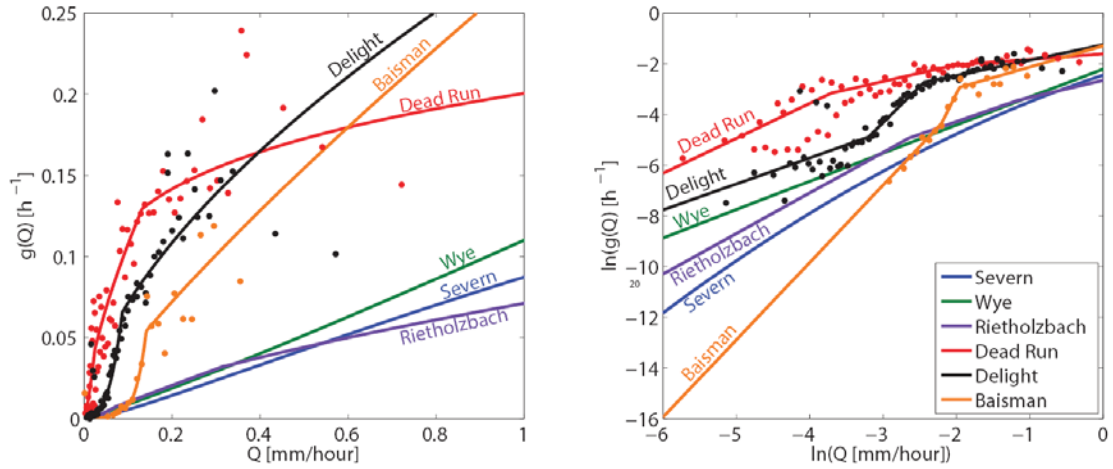 0.25
0.2
0.15
0.1
0.05
0
g(Q) [h⁻¹]
Delight
Baisman
Dead Run
Wye
Severn
Rietholzbach
0 0.2 0.4 0.6 0.8 1
Q [mm/hour]
0
−2
−4
−6
−8
−10
−12
−14
−16
ln(g(Q) [h⁻¹])
20
Dead Run
Delight
Wye
Rietholzbach
Severn
Baisman
Severn
Wye
Rietholzbach
Dead Run
Delight
Baisman
−6 −5 −4 −3 −2 −1 0
ln(Q [mm/hour])